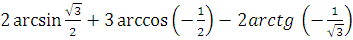 2 arcsin √3/2 + 3 arccos (−1/2) − 2arctg (−1/√3)